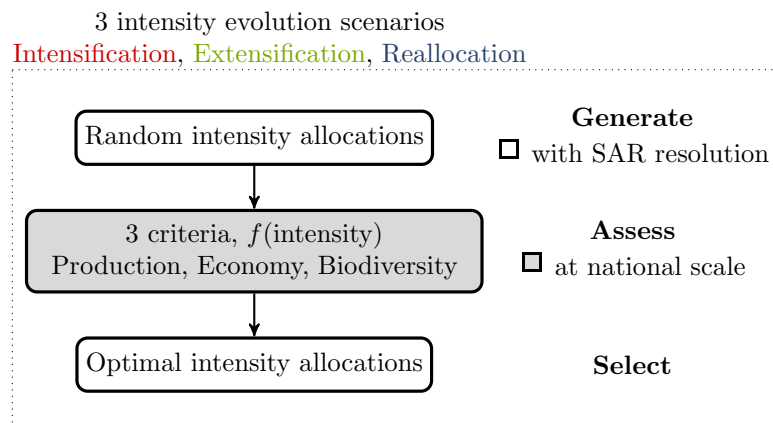 3 intensity evolution scenarios
Intensification, Extensification, Reallocation
Random intensity allocations
Generate
with SAR resolution
3 criteria, f(intensity)
Production, Economy, Biodiversity
Assess
at national scale
Optimal intensity allocations
Select